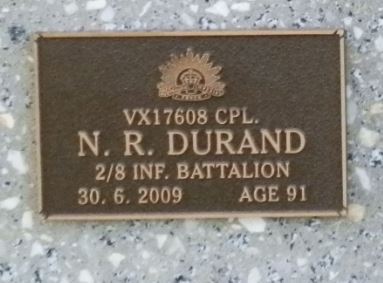 VX17608 CPL.
N. R. DURAND
2/8 INF. BATTALION
30. 6. 2009 AGE 91